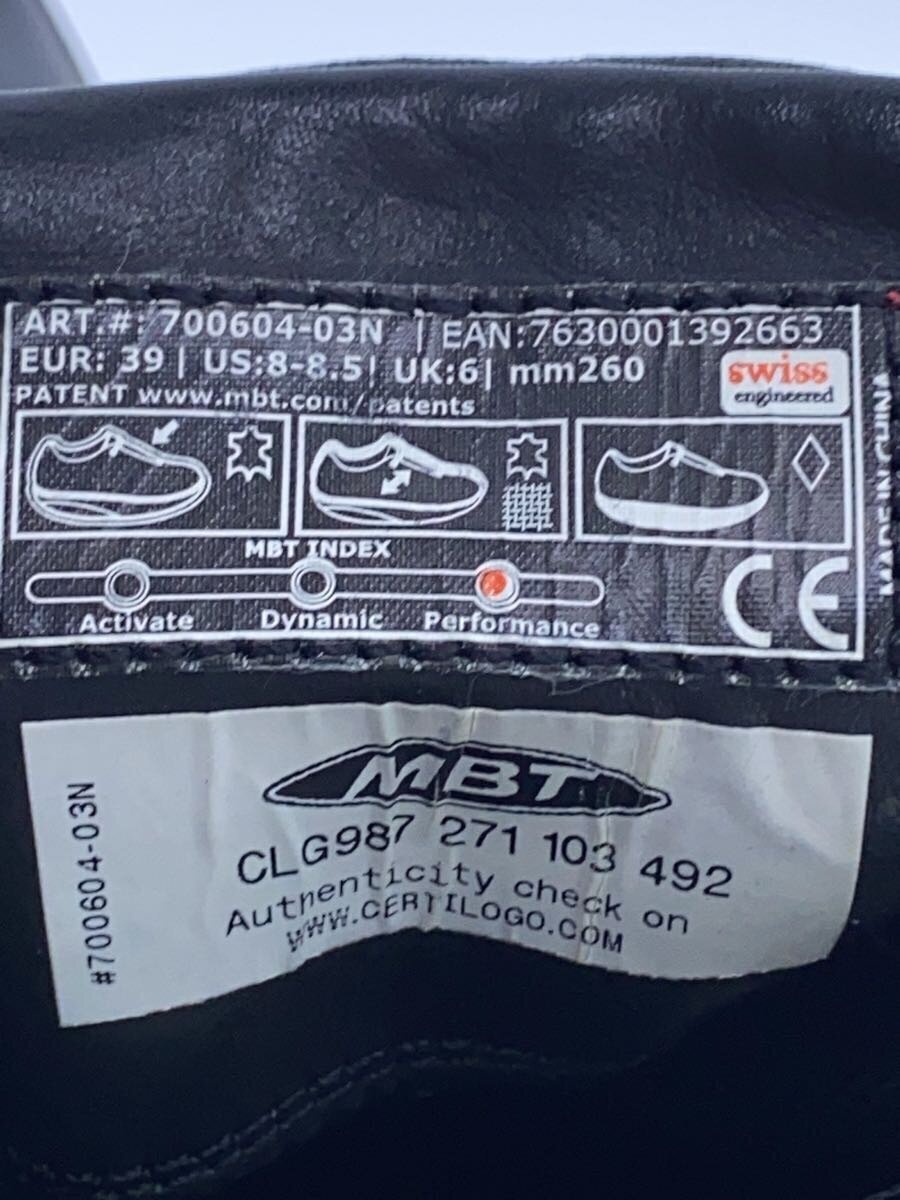 ART.#: 700604-03N | EAN:7630001392663
EUR: 39 | US:8-8.5| UK:6| mm260
PATENT www.mbt.com/patents
swiss
engineered
MADE IN CHINA
MBT INDEX
Activate Dynamic Performance
CE
#700604-03N
MBT
CLG987 271 103 492
Authenticity check on
WWW.CERTILOGO.COM